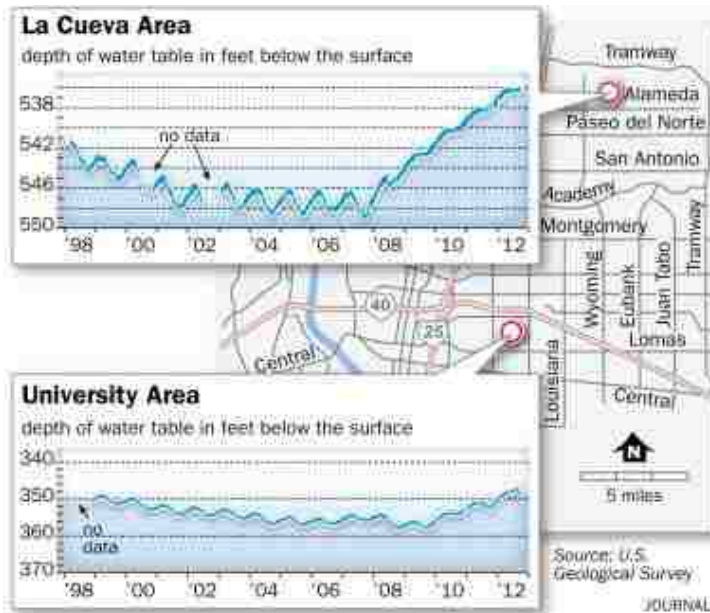 La Cueva Area
depth of water table in feet below the surface
538
542
546
550
no data
'98 '00 '02 '04 '06 '08 '10 '12
Tramway
Alameda
Paseo del Norte
San Antonio
Academy
Montgomery
Wyoming
Eubank
Juan Tabo
Tramway
40
25
Lomas
Central
Louisiana
Central
University Area
depth of water table in feet below the surface
340
350
360
370
no
data
'98 '00 '02 '04 '06 '08 '10 '12
N
5 miles
Source: U.S.
Geological Survey
JOURNAL